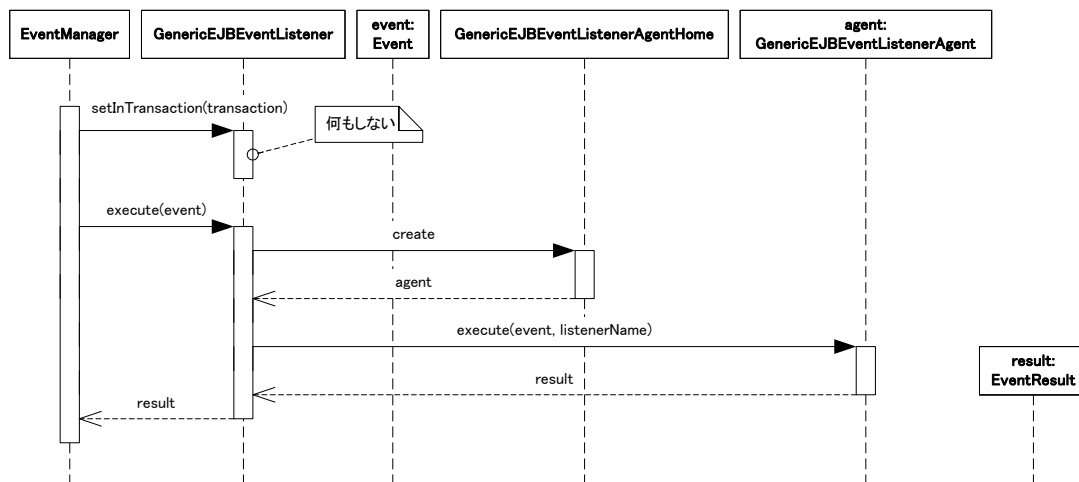 EventManager
GenericEJBEventListener
event:
Event
GenericEJBEventListenerAgentHome
agent:
GenericEJBEventListenerAgent
setInTransaction(transaction)
何もしない
execute(event)
create
agent
execute(event, listenerName)
result:
EventResult
result
result